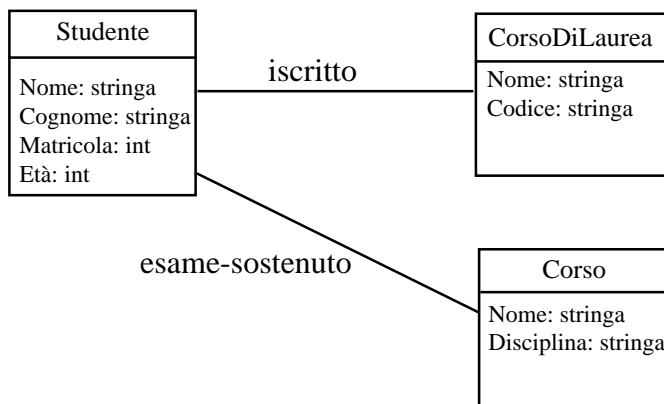 Studente
Nome: stringa
Cognome: stringa
Matricola: int
Età: int
iscritto
CorsoDiLaurea
Nome: stringa
Codice: stringa
esame-sostenuto
Corso
Nome: stringa
Disciplina: stringa